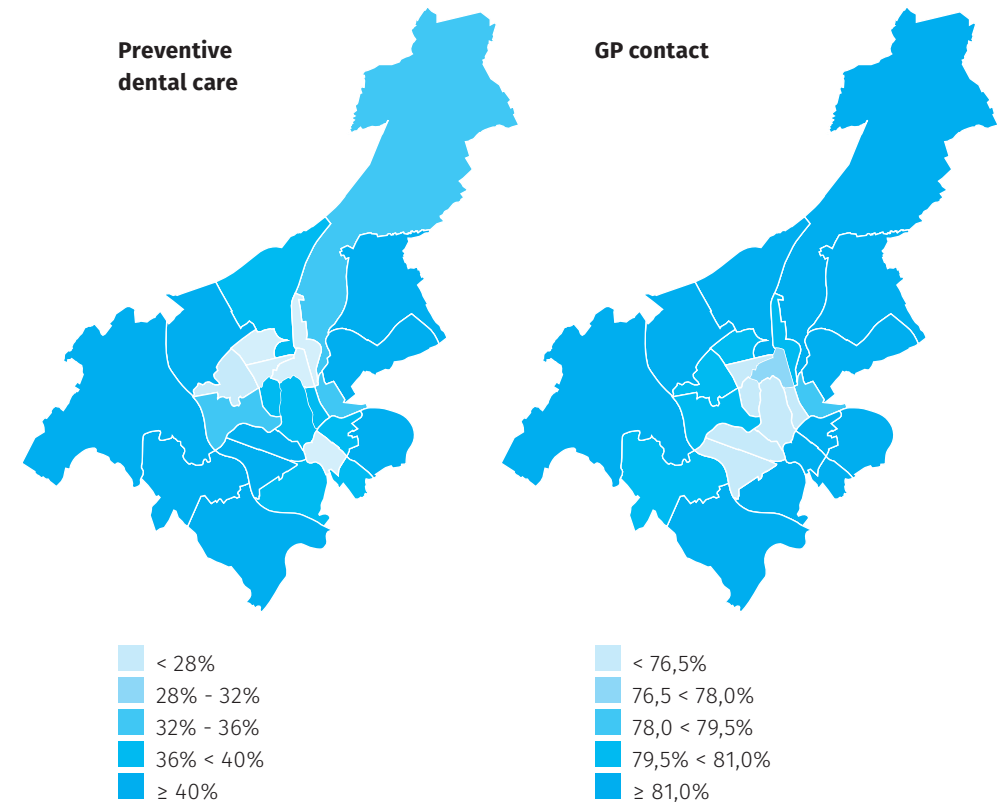 Preventive
dental care
< 28%
28% - 32%
32% - 36%
36% < 40%
≥ 40%
GP contact
< 76,5%
76,5 < 78,0%
78,0 < 79,5%
79,5% < 81,0%
≥ 81,0%